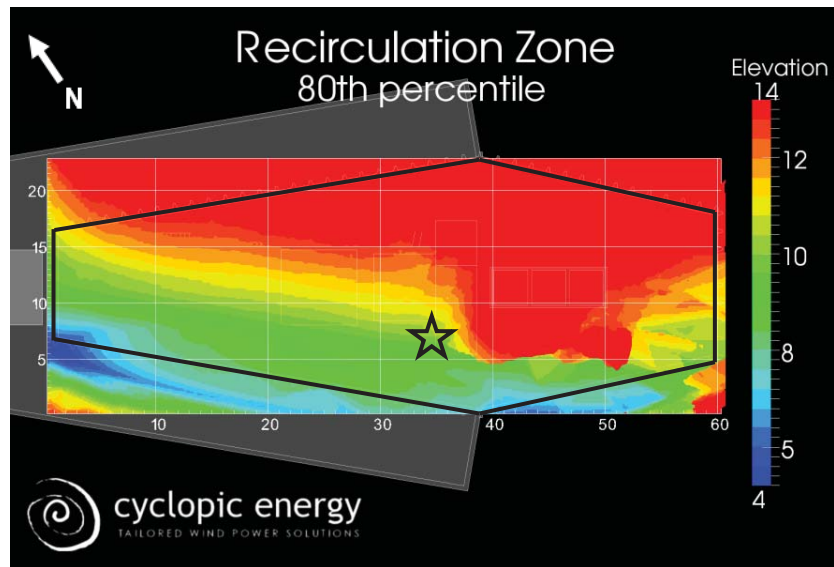 Recirculation Zone
80th percentile
N
Elevation
14
12
10
8
5
4
20
15
10
5
10
20
30
40
50
60
cyclopic energy
TAILORED WIND POWER SOLUTIONS